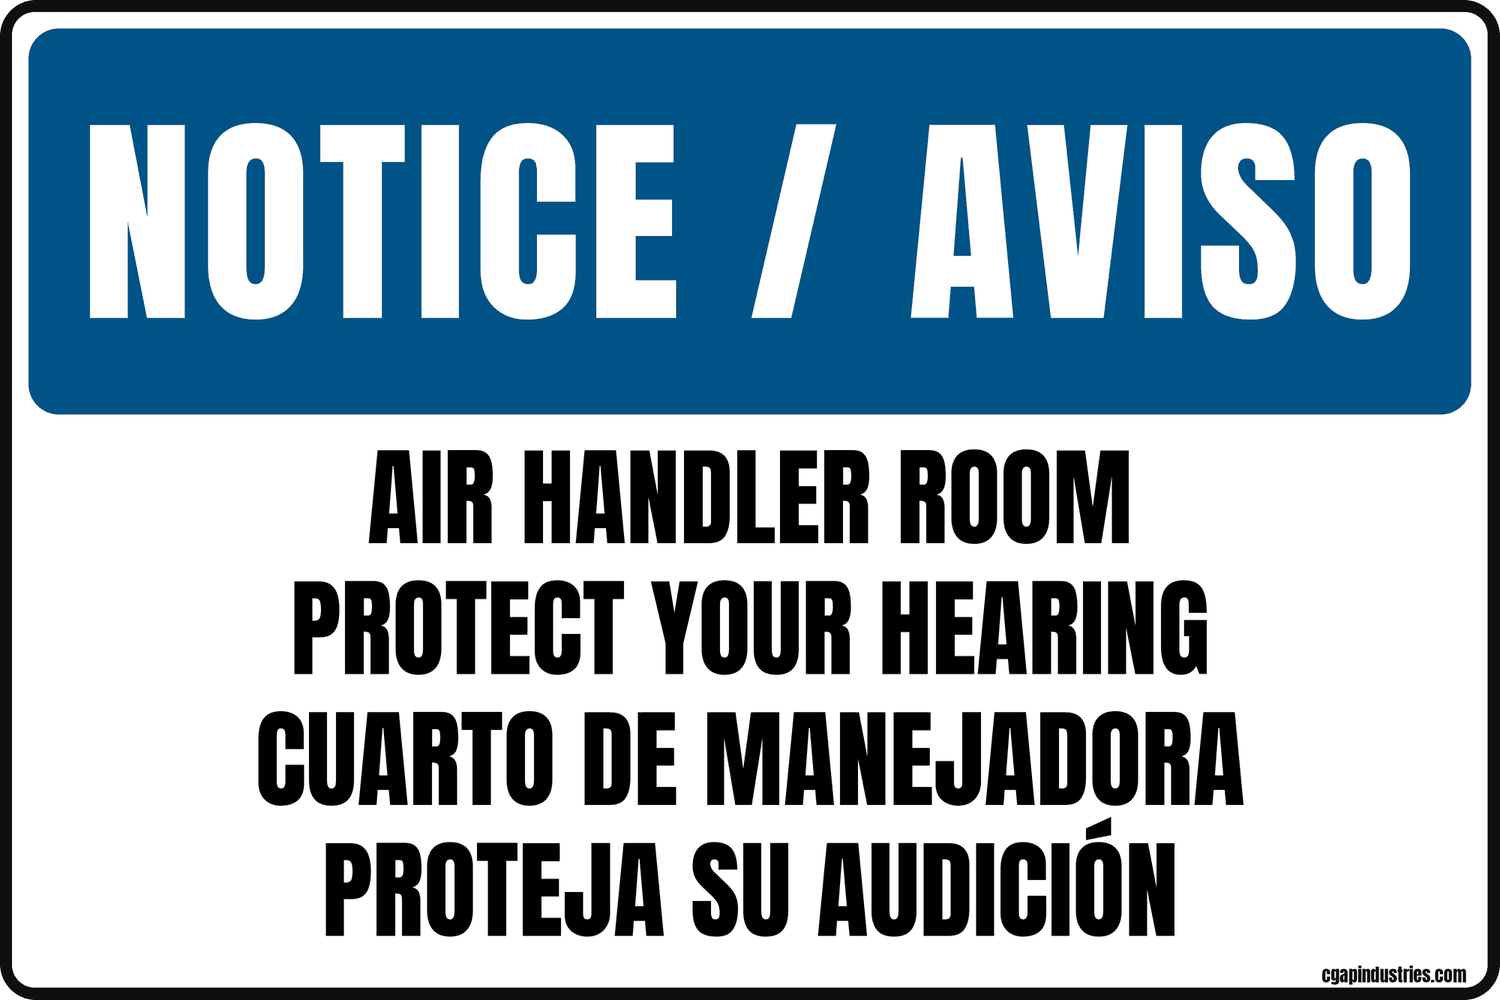 NOTICE / AVISO
AIR HANDLER ROOM
PROTECT YOUR HEARING
CUARTO DE MANEJADORA
PROTEJA SU AUDICIÓN
cgapindustries.com